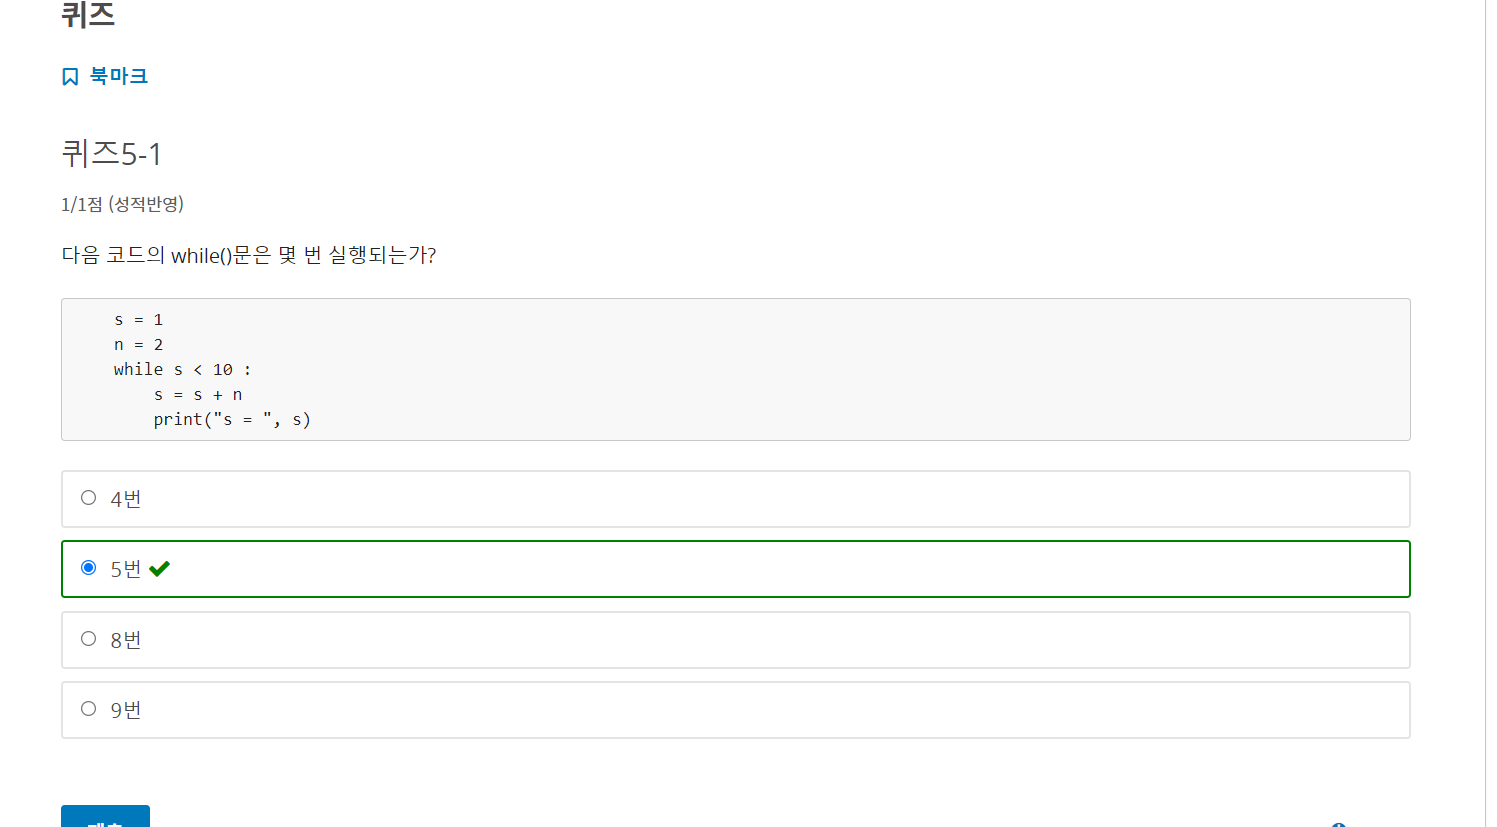 퀴즈
북마크
퀴즈5-1
1/1점 (성적반영)
다음 코드의 while()문은 몇 번 실행되는가?
s = 1
n = 2
while s < 10 :
    s = s + n
    print("s = ", s)
4번
5번
8번
9번